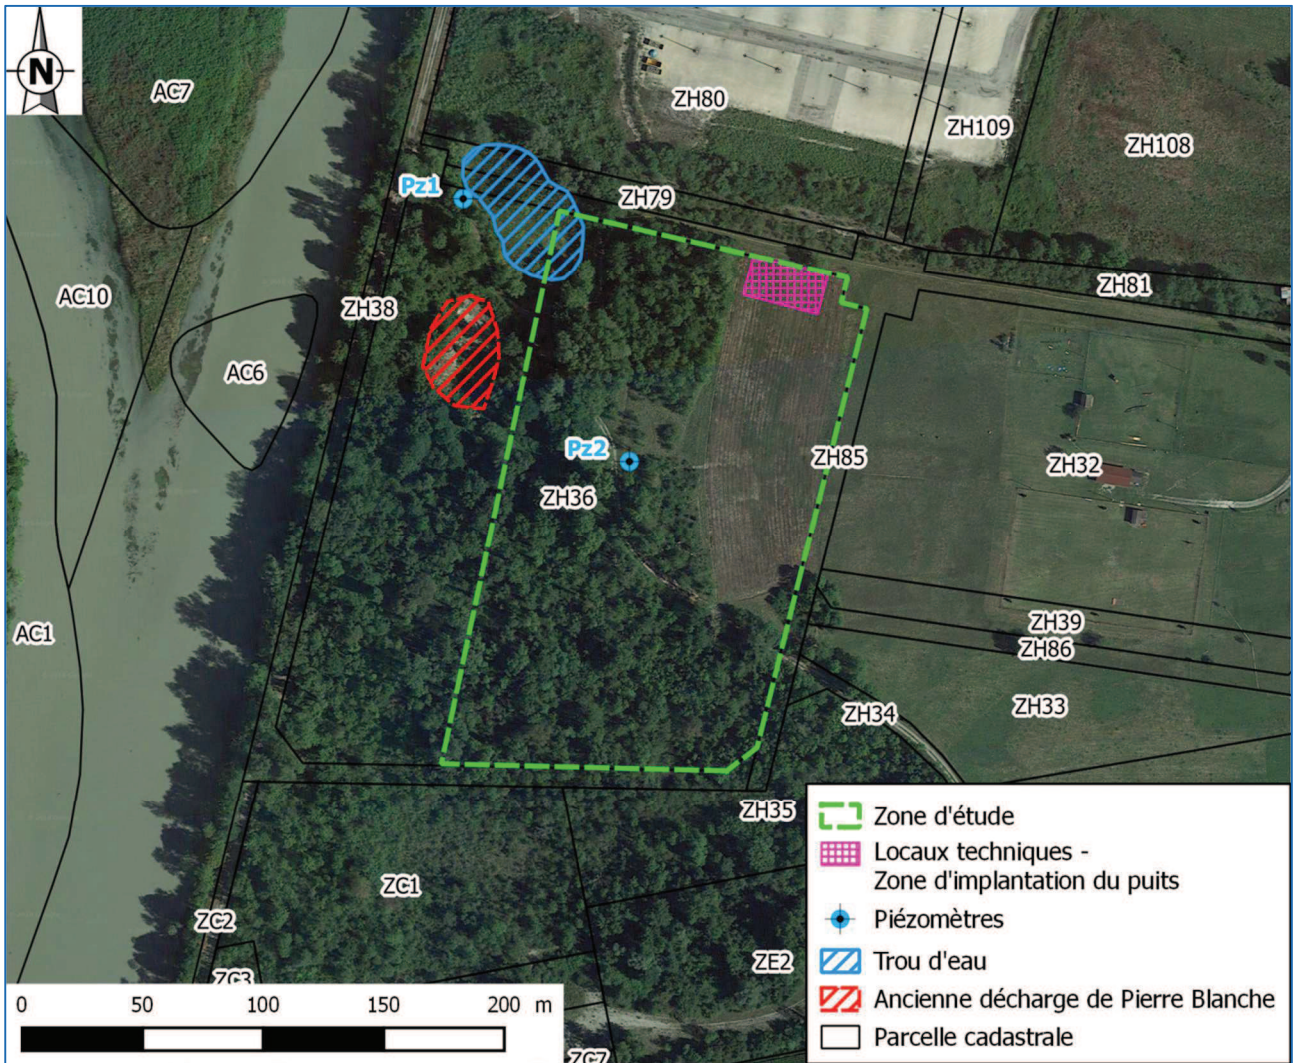 N
AC7
ZH80
ZH109
ZH108
Pz1
ZH79
ZH81
AC10
ZH38
AC6
Pz2
ZH85
ZH32
ZH36
AC1
ZH39
ZH86
ZH34
ZH33
ZH35
ZC1
ZC2
ZE2
ZC3
ZC7
0 50 100 150 200 m
Zone d'étude
Locaux techniques -
Zone d'implantation du puits
Piézomètres
Trou d'eau
Ancienne décharge de Pierre Blanche
Parcelle cadastrale